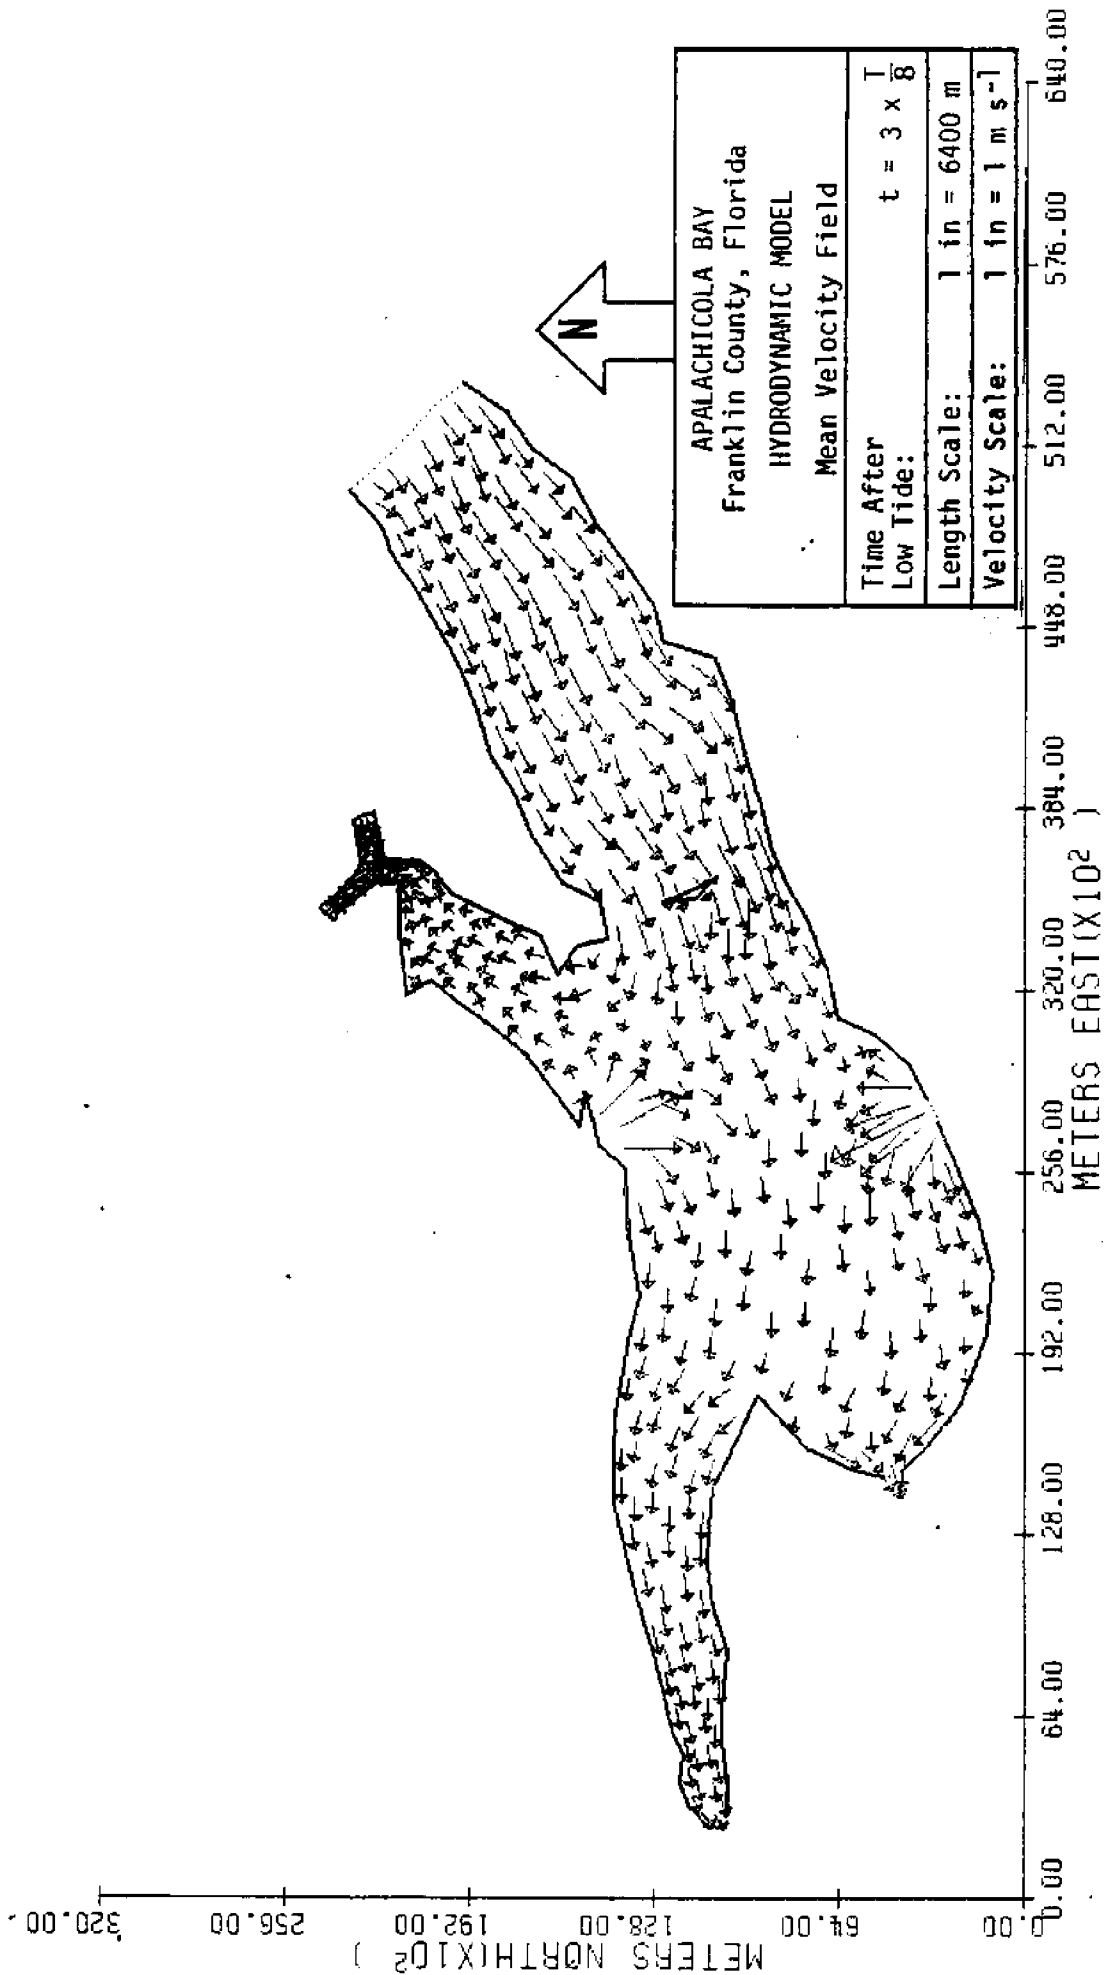 N
APALACHICOLA BAY
Franklin County, Florida
HYDRODYNAMIC MODEL
Mean Velocity Field
Time After
Low Tide: t = 3 x T/8
Length Scale: 1 in = 6400 m
Velocity Scale: 1 in = 1 m s⁻¹
320.00
256.00
192.00
128.00
64.00
0.00
METERS NORTH(X10²)
0.00 64.00 128.00 192.00 256.00 320.00 384.00 448.00 512.00 576.00 640.00
METERS EAST(X10²)